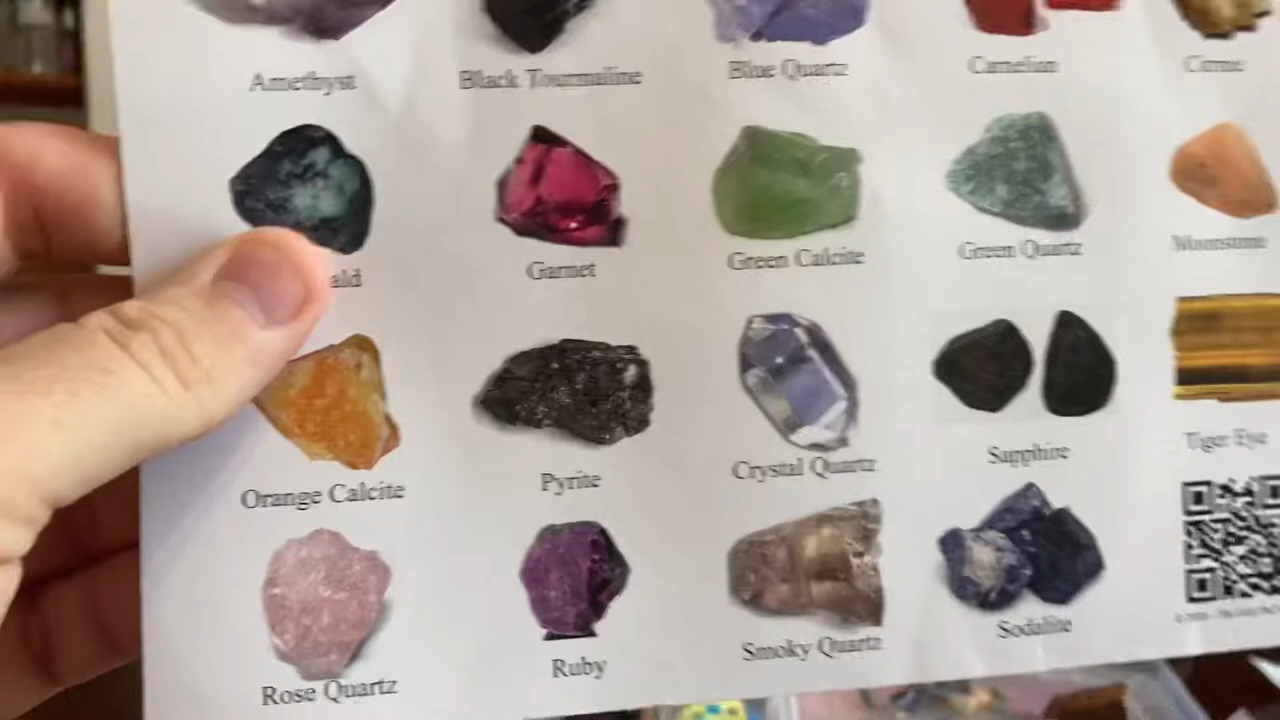 Amethyst
Black Tourmaline
Blue Quartz
Carnelian
Citrine
ald
Garnet
Green Calcite
Green Quartz
Moonstone
Orange Calcite
Pyrite
Crystal Quartz
Sapphire
Tiger Eye
Rose Quartz
Ruby
Smoky Quartz
Sodalite